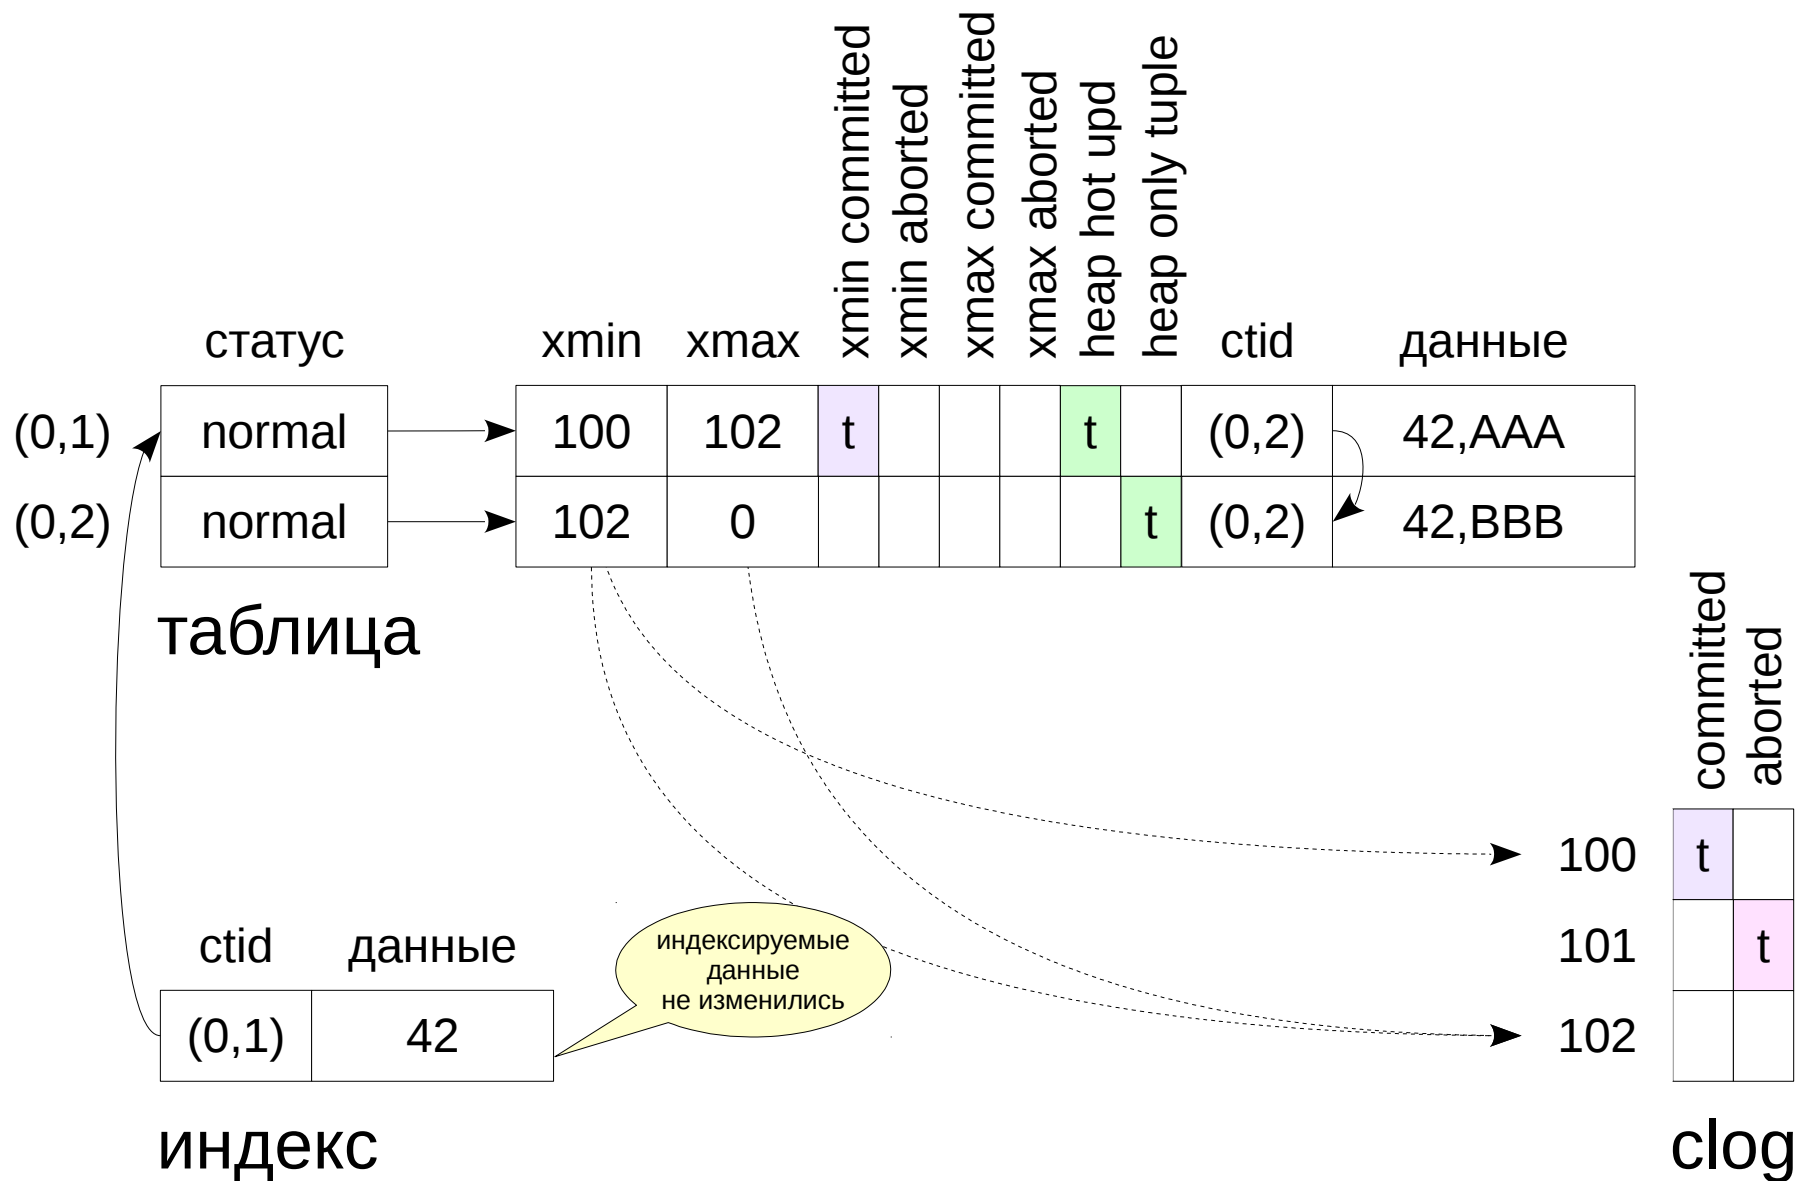 статус xmin xmax xmin committed xmin aborted xmax committed xmax aborted heap hot upd heap only tuple ctid данные
(0,1) normal 100 102 t t (0,2) 42,AAA
(0,2) normal 102 0 t (0,2) 42,BBB
таблица
committed aborted
100 t
101 t
102
clog
ctid данные
(0,1) 42
индексируемые
данные
не изменились
индекс